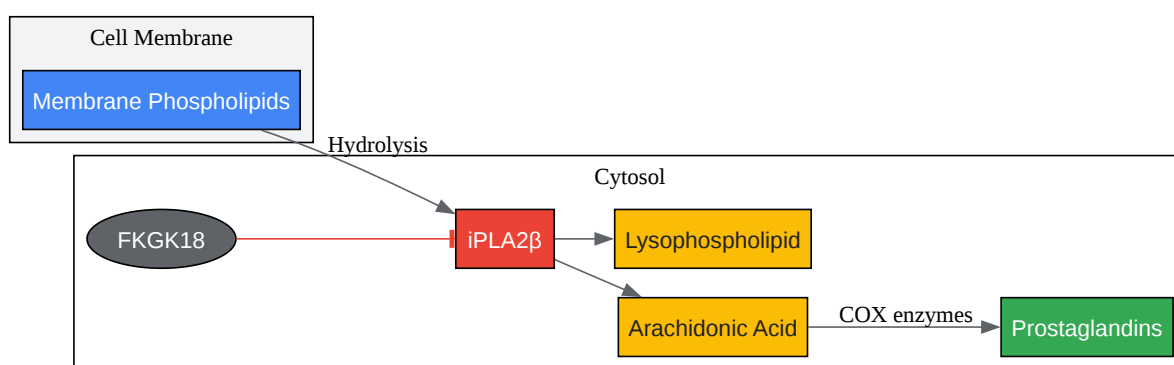 Cell Membrane
Membrane Phospholipids
Hydrolysis
Cytosol
FKGK18
iPLA2β
Lysophospholipid
Arachidonic Acid
COX enzymes
Prostaglandins